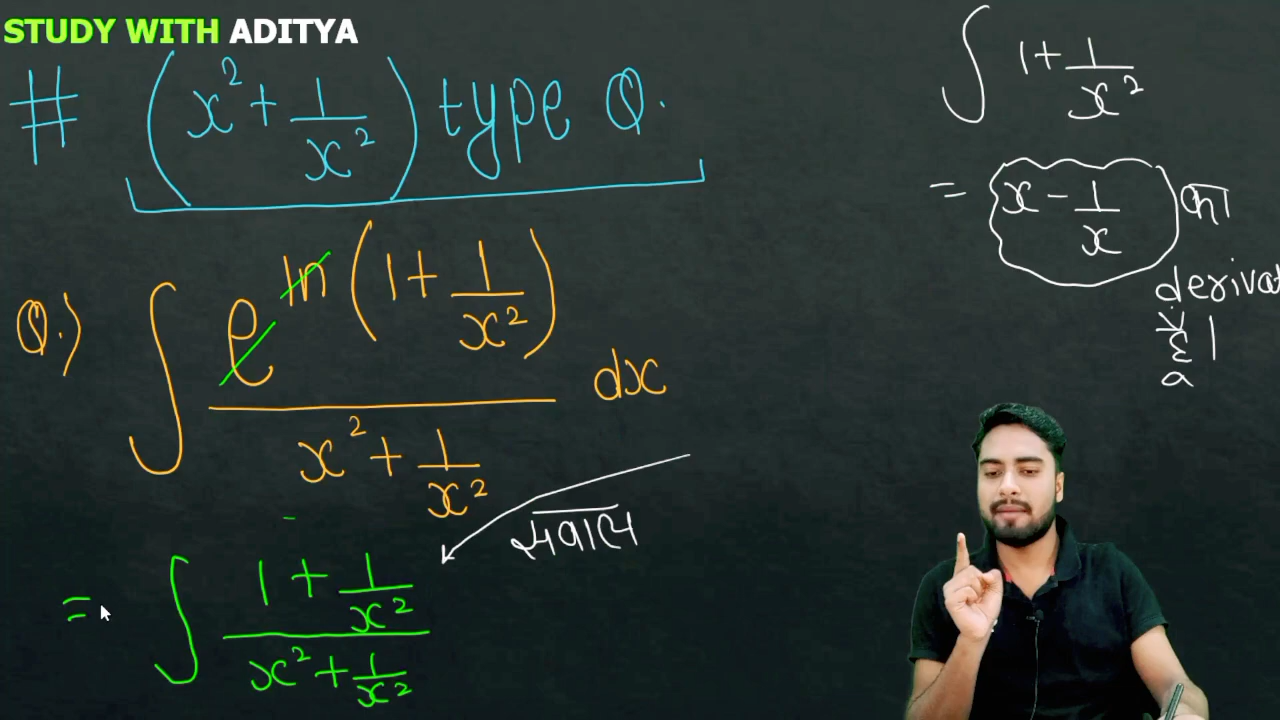 STUDY WITH ADITYA
# (x² + 1/x²) type Q.
Q.) ∫ e^ln(1 + 1/x²) / (x² + 1/x²) dx
सवाल
= ∫ (1 + 1/x²) / (x² + 1/x²)
∫ 1 + 1/x²
= x - 1/x का
derivat